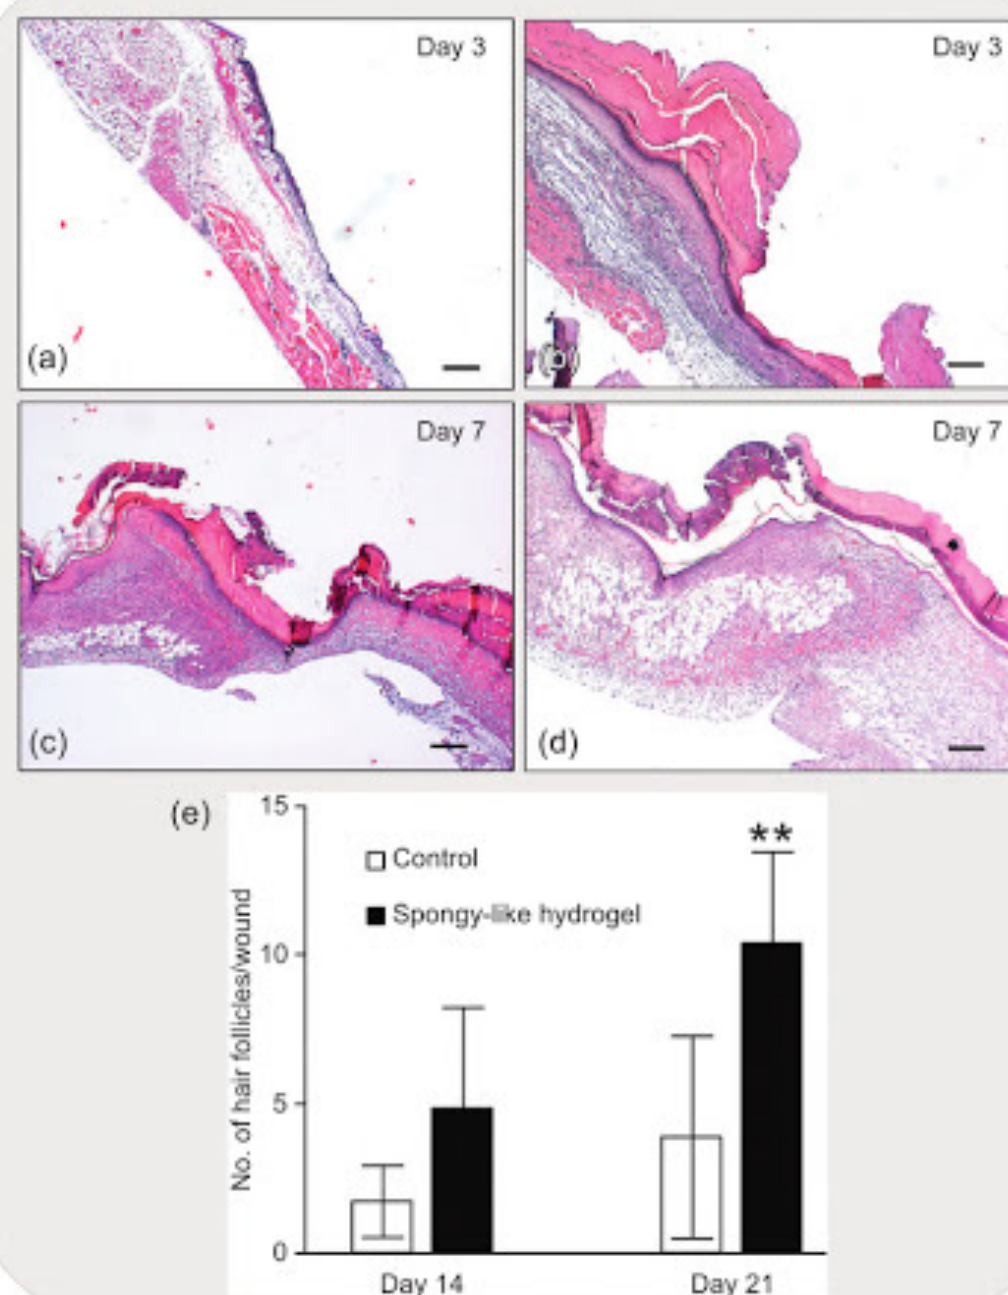 Day 3
Day 3
(a)
(b)
Day 7
Day 7
(c)
(d)
(e)
15
Control
Spongy-like hydrogel
**
10
No. of hair follicles/wound
5
0
Day 14
Day 21